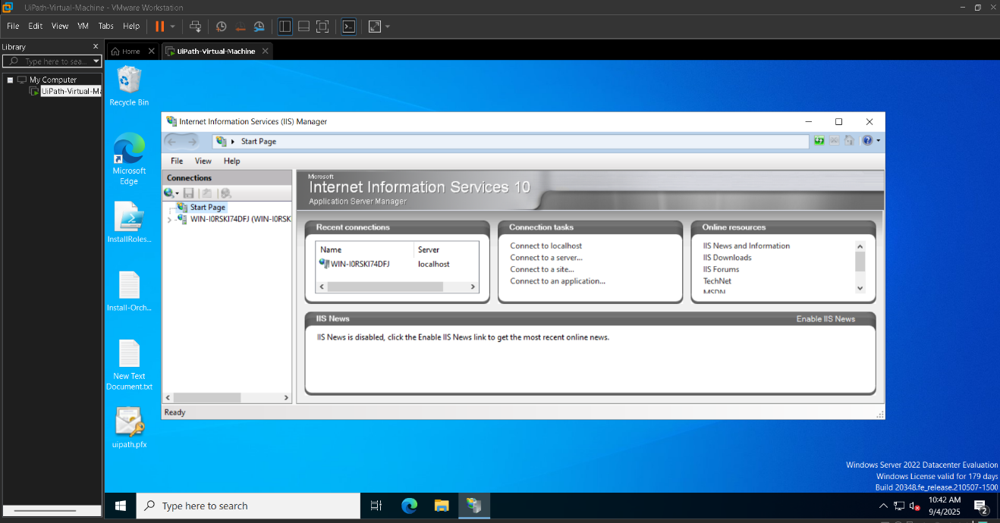 UiPath-Virtual-Machine - VMware Workstation
File Edit View VM Tabs Help
Library
Type here to sea...
Home
UiPath-Virtual-Machine
My Computer
UiPath-Virtual-Ma
Recycle Bin
Microsoft
Edge
InstallRoles...
Install-Orch...
New Text
Document.txt
uipath.pfx
Internet Information Services (IIS) Manager
Start Page
File View Help
Connections
Start Page
WIN-I0RSKI74DFJ (WIN-I0RSK
Microsoft
Internet Information Services 10
Application Server Manager
Recent connections
Name Server
WIN-I0RSKI74DFJ localhost
Connection tasks
Connect to localhost
Connect to a server...
Connect to a site...
Connect to an application...
Online resources
IIS News and Information
IIS Downloads
IIS Forums
TechNet
MSDN
IIS News
Enable IIS News
IIS News is disabled, click the Enable IIS News link to get the most recent online news.
Ready
Windows Server 2022 Datacenter Evaluation
Windows License valid for 179 days
Build 20348.fe_release.210507-1500
Type here to search
10:42 AM
9/4/2025
2